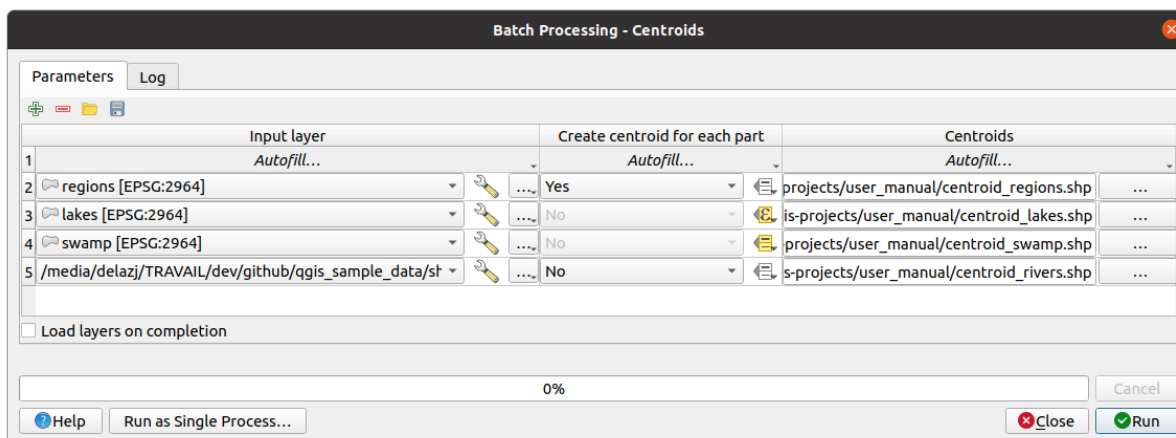 Batch Processing - Centroids
Parameters Log
Input layer Create centroid for each part Centroids
1 Autofill... Autofill... Autofill...
2 regions [EPSG:2964] ... Yes projects/user_manual/centroid_regions.shp ...
3 lakes [EPSG:2964] ... No is-projects/user_manual/centroid_lakes.shp ...
4 swamp [EPSG:2964] ... No projects/user_manual/centroid_swamp.shp ...
5 /media/delazj/TRAVAIL/dev/github/qgis_sample_data/sh ... No s-projects/user_manual/centroid_rivers.shp ...
Load layers on completion
0% Cancel
Help Run as Single Process... Close Run